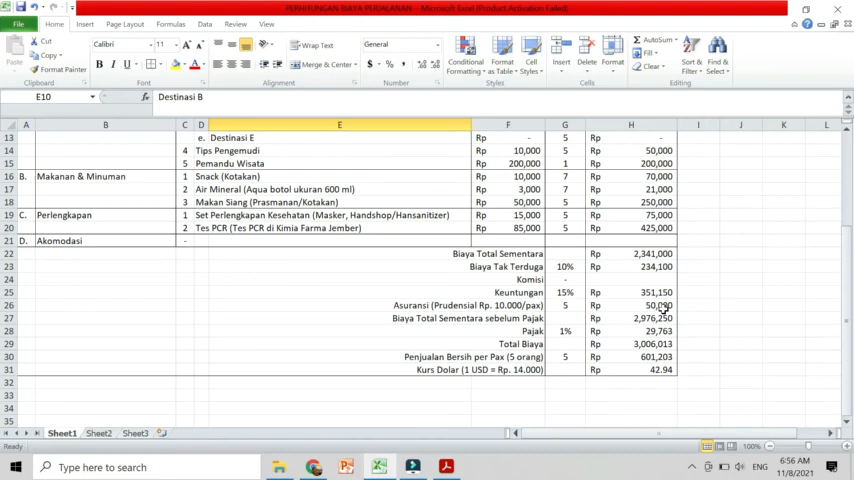 PERHITUNGAN BIAYA PERJALANAN - Microsoft Excel (Product Activation Failed)
File Home Insert Page Layout Formulas Data Review View
Cut
Copy
Format Painter
Paste
Clipboard
Calibri 11
B I U
Font
Wrap Text
Merge & Center
Alignment
General
$ % ,
Number
Conditional Formatting
Format as Table
Cell Styles
Styles
Insert Delete Format
Cells
AutoSum
Fill
Clear
Sort & Filter
Find & Select
Editing
E10 fx Destinasi B
A B C D E F G H I J K L
13 e. Destinasi E Rp - 5 Rp -
14 4 Tips Pengemudi Rp 10,000 5 Rp 50,000
15 5 Pemandu Wisata Rp 200,000 1 Rp 200,000
16 B. Makanan & Minuman 1 Snack (Kotakan) Rp 10,000 7 Rp 70,000
17 2 Air Mineral (Aqua botol ukuran 600 ml) Rp 3,000 7 Rp 21,000
18 3 Makan Siang (Prasmanan/Kotakan) Rp 50,000 5 Rp 250,000
19 C. Perlengkapan 1 Set Perlengkapan Kesehatan (Masker, Handshop/Hansanitizer) Rp 15,000 5 Rp 75,000
20 2 Tes PCR (Tes PCR di Kimia Farma Jember) Rp 85,000 5 Rp 425,000
21 D. Akomodasi -
22 Biaya Total Sementara Rp 2,341,000
23 Biaya Tak Terduga 10% Rp 234,100
24 Komisi - Rp
25 Keuntungan 15% Rp 351,150
26 Asuransi (Prudensial Rp. 10.000/pax) 5 Rp 50,000
27 Biaya Total Sementara sebelum Pajak Rp 2,976,250
28 Pajak 1% Rp 29,763
29 Total Biaya Rp 3,006,013
30 Penjualan Bersih per Pax (5 orang) 5 Rp 601,203
31 Kurs Dolar (1 USD = Rp. 14.000) Rp 42.94
32
33
34
35
Sheet1 Sheet2 Sheet3
Ready 100%
Type here to search
ENG
6:56 AM
11/8/2021